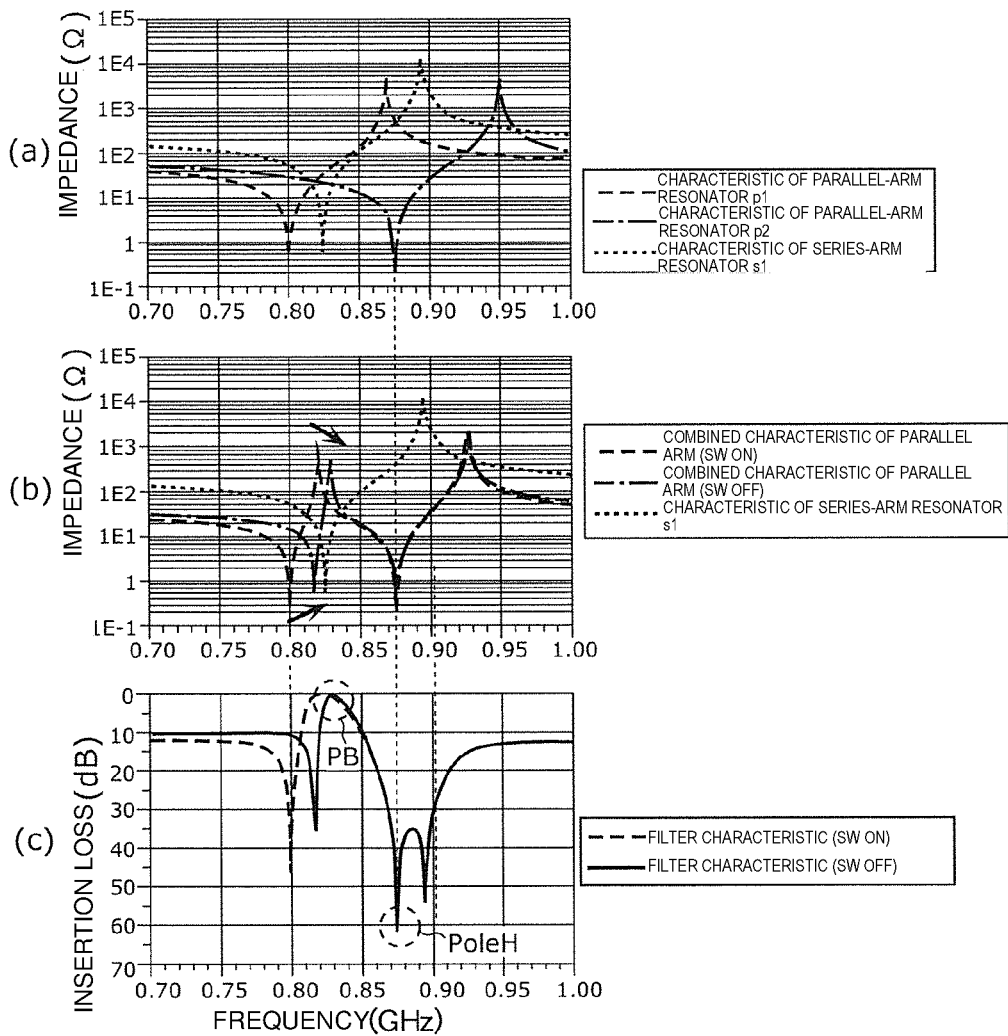 (a)
IMPEDANCE(Ω)
1E5
1E4
1E3
1E2
1E1
1
1E-1
0.70 0.75 0.80 0.85 0.90 0.95 1.00
CHARACTERISTIC OF PARALLEL-ARM
RESONATOR p1
CHARACTERISTIC OF PARALLEL-ARM
RESONATOR p2
CHARACTERISTIC OF SERIES-ARM
RESONATOR s1
(b)
IMPEDANCE(Ω)
1E5
1E4
1E3
1E2
1E1
1
1E-1
0.70 0.75 0.80 0.85 0.90 0.95 1.00
COMBINED CHARACTERISTIC OF PARALLEL
ARM (SW ON)
COMBINED CHARACTERISTIC OF PARALLEL
ARM (SW OFF)
CHARACTERISTIC OF SERIES-ARM RESONATOR
s1
(c)
INSERTION LOSS(dB)
0
10
20
30
40
50
60
70
PB
PoleH
0.70 0.75 0.80 0.85 0.90 0.95 1.00
FREQUENCY(GHz)
FILTER CHARACTERISTIC (SW ON)
FILTER CHARACTERISTIC (SW OFF)